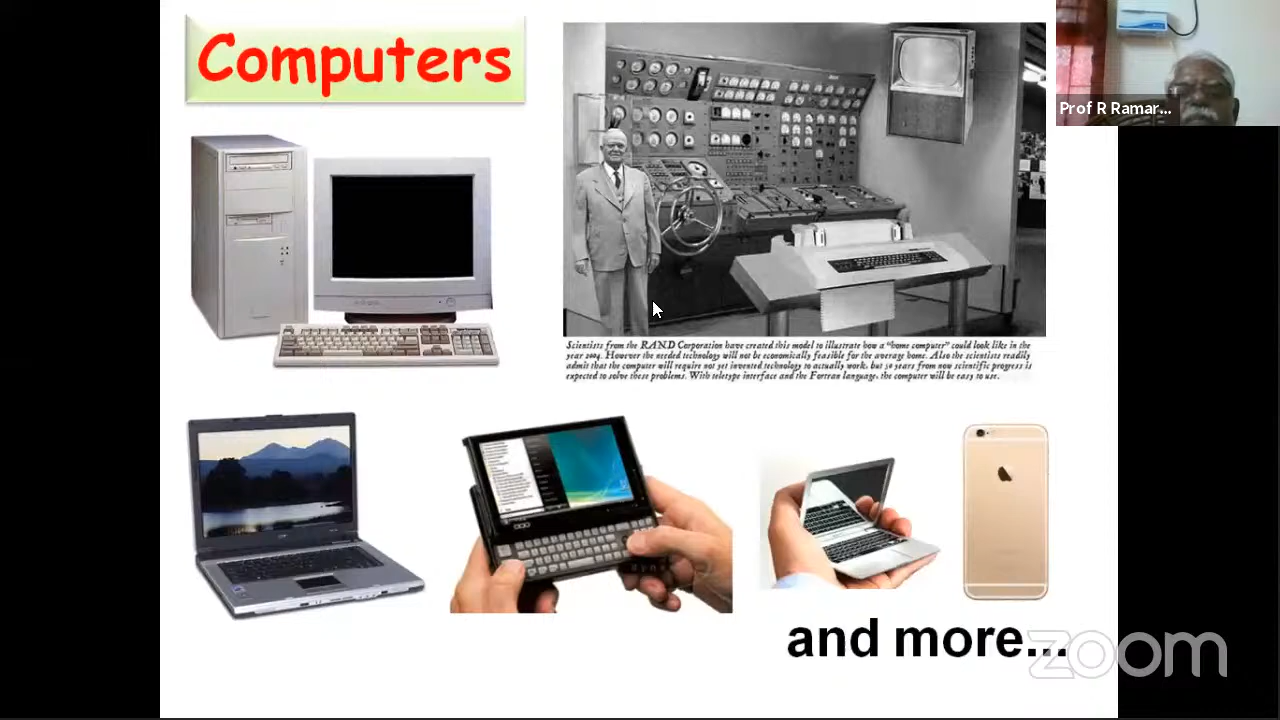 Computers
Prof R Ramar...
Scientists from the RAND Corporation have created this model to illustrate how a "home computer" could look like in the
year 2004. However the needed technology will not be economically feasible for the average home. Also the scientists readily
admit that the computer will require not yet invented technology to actually work, but 50 years from now scientific progress is
expected to solve these problems. With teletype interface and the Fortran language, the computer will be easy to use.
and more...
zoom